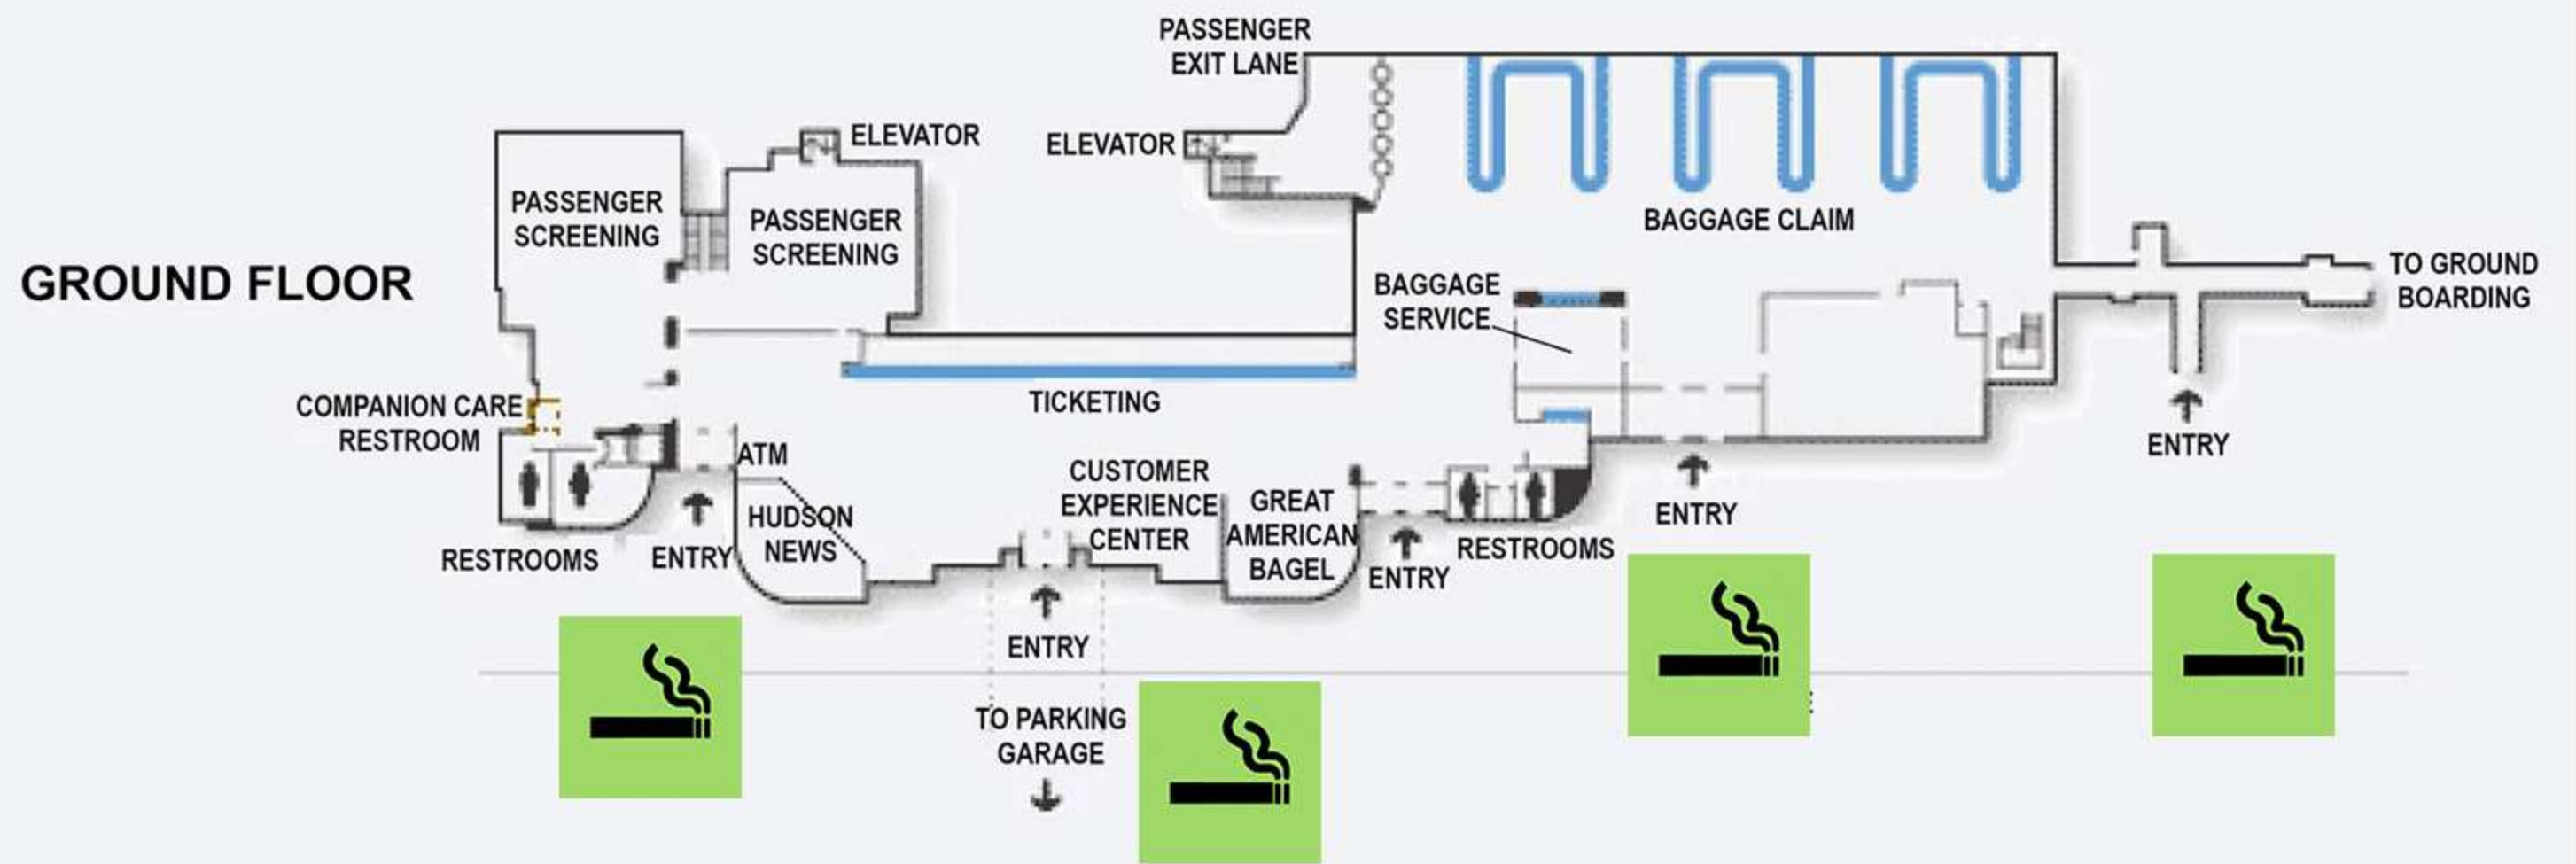 PASSENGER
EXIT LANE
ELEVATOR
ELEVATOR
PASSENGER
SCREENING
PASSENGER
SCREENING
BAGGAGE CLAIM
GROUND FLOOR
BAGGAGE
SERVICE
TO GROUND
BOARDING
COMPANION CARE
RESTROOM
TICKETING
ENTRY
ATM
CUSTOMER
EXPERIENCE
CENTER
GREAT
AMERICAN
BAGEL
HUDSON
NEWS
ENTRY
RESTROOMS
ENTRY
ENTRY
RESTROOMS
ENTRY
TO PARKING
GARAGE